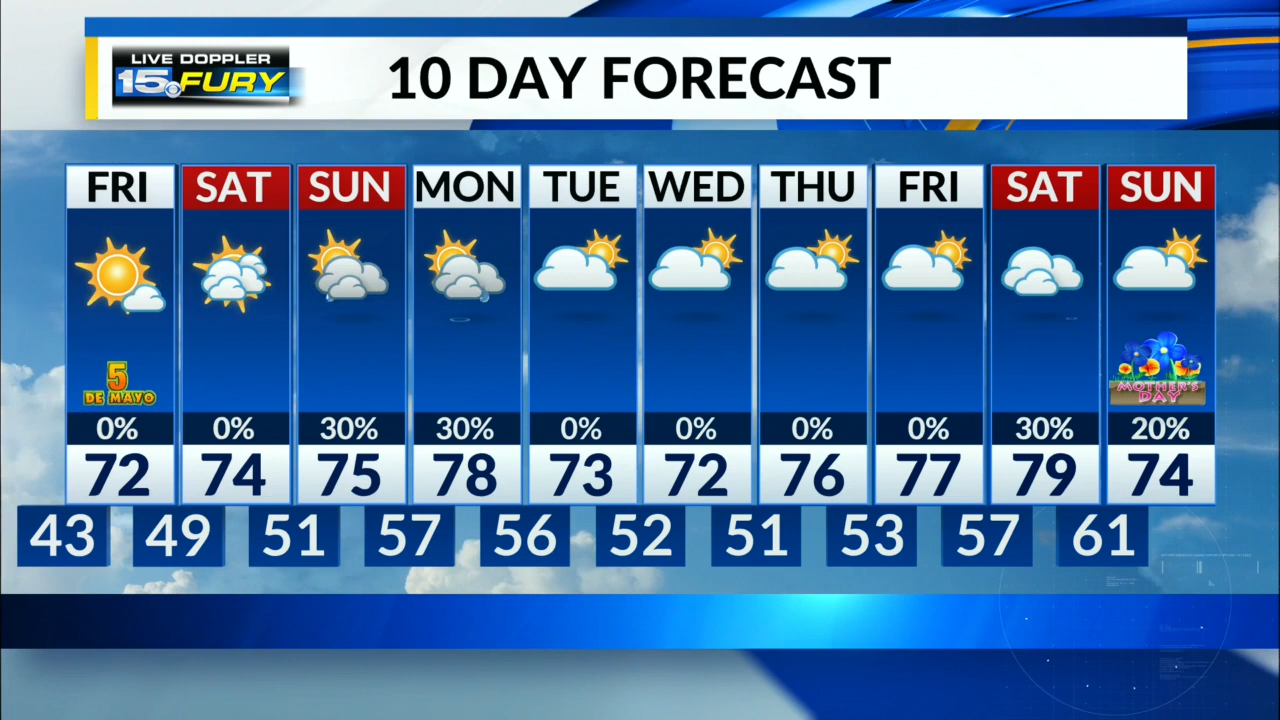 LIVE DOPPLER
15 FURY
10 DAY FORECAST
FRI SAT SUN MON TUE WED THU FRI SAT SUN
5
DE MAYO
MOTHER'S
DAY
0% 0% 30% 30% 0% 0% 0% 0% 30% 20%
72 74 75 78 73 72 76 77 79 74
43 49 51 57 56 52 51 53 57 61